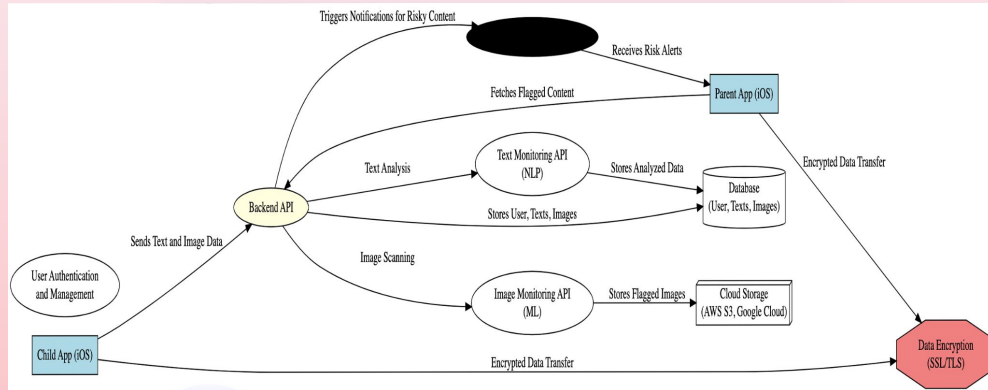 Triggers Notifications for Risky Content
Receives Risk Alerts
Parent App (iOS)
Fetches Flagged Content
Text Monitoring API
(NLP)
Text Analysis
Stores Analyzed Data
Encrypted Data Transfer
Database
(User, Texts, Images)
Backend API
Stores User, Texts, Images
Sends Text and Image Data
Image Scanning
User Authentication
and Management
Image Monitoring API
(ML)
Stores Flagged Images
Cloud Storage
(AWS S3, Google Cloud)
Child App (iOS)
Encrypted Data Transfer
Data Encryption
(SSL/TLS)